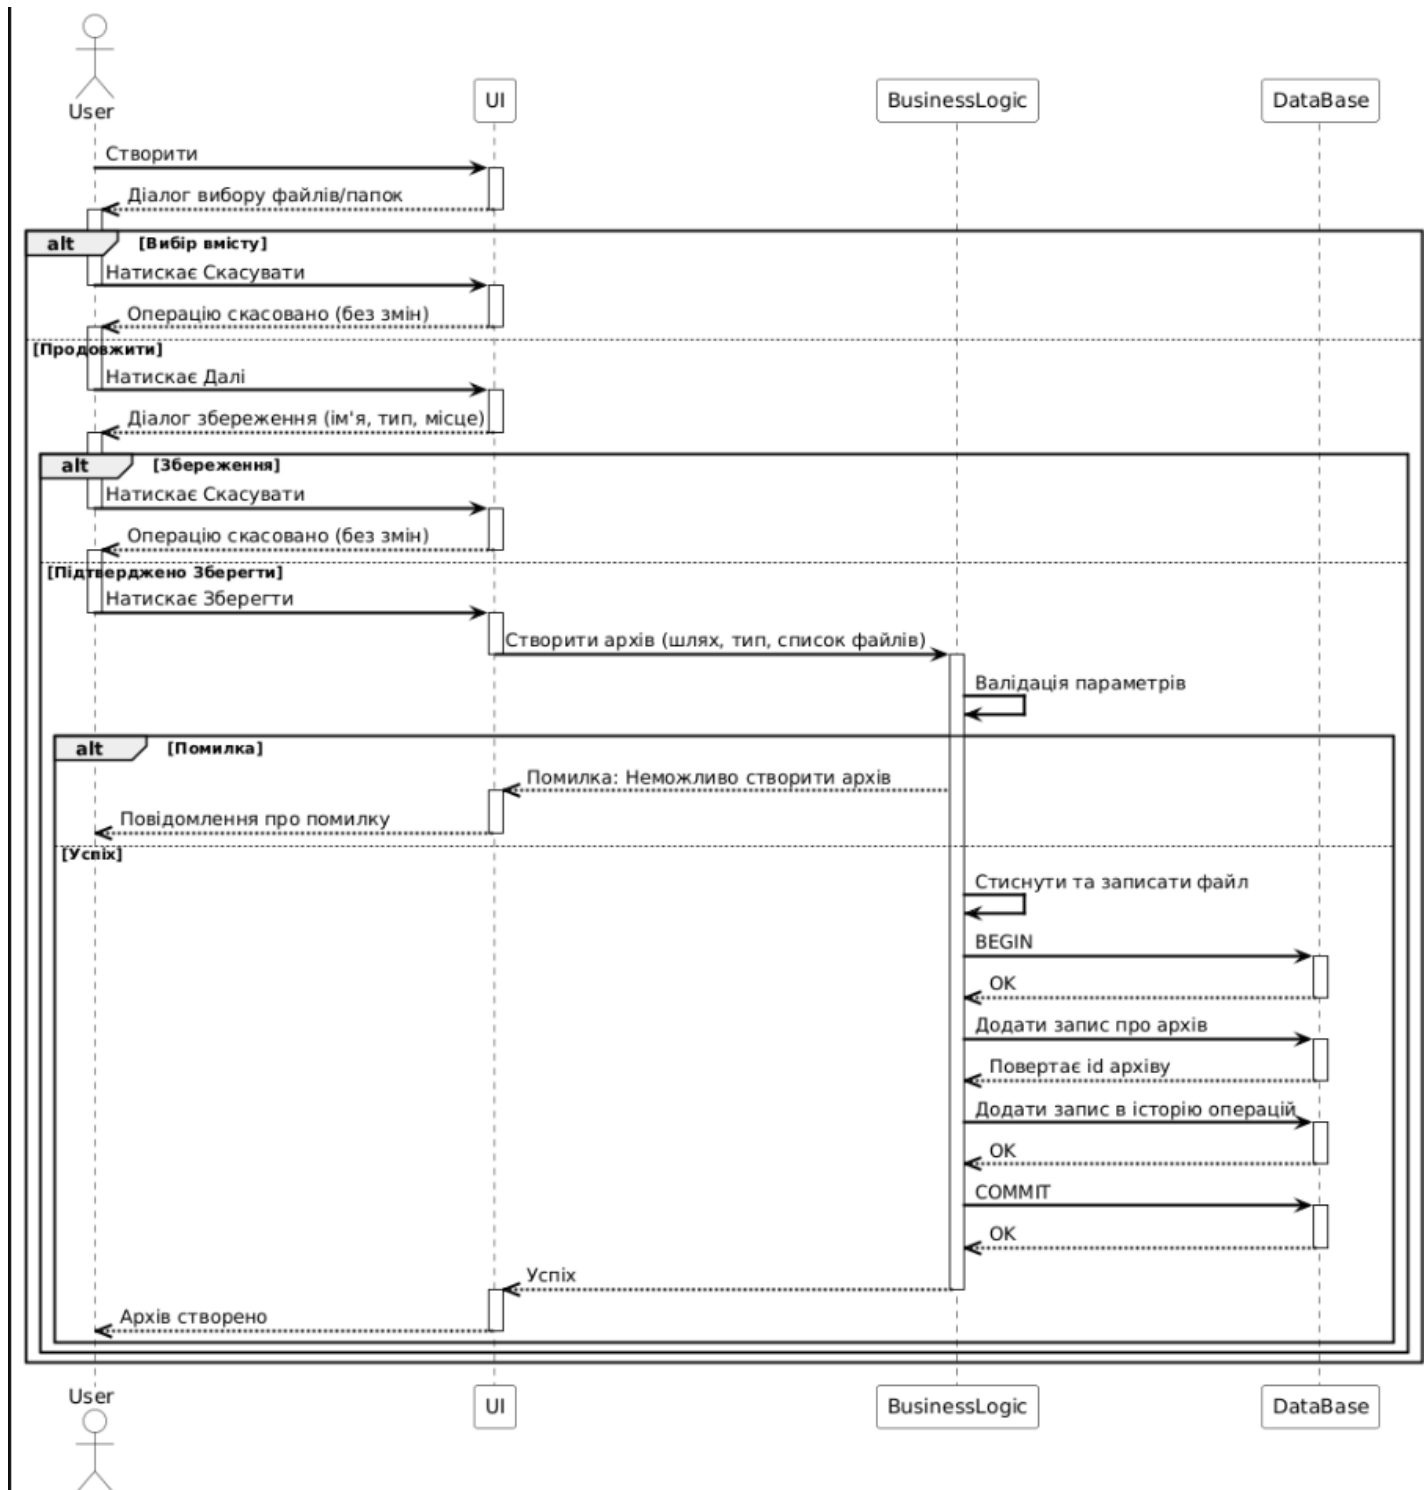 User
UI
BusinessLogic
DataBase
Створити
Діалог вибору файлів/папок
alt [Вибір вмісту]
Натискає Скасувати
Операцію скасовано (без змін)
[Продовжити]
Натискає Далі
Діалог збереження (ім'я, тип, місце)
alt [Збереження]
Натискає Скасувати
Операцію скасовано (без змін)
[Підтверджено Зберегти]
Натискає Зберегти
Створити архів (шлях, тип, список файлів)
Валідація параметрів
alt [Помилка]
Помилка: Неможливо створити архів
Повідомлення про помилку
[Успіх]
Стиснути та записати файл
BEGIN
OK
Додати запис про архів
Повертає id архіву
Додати запис в історію операцій
OK
COMMIT
OK
Успіх
Архів створено
User
UI
BusinessLogic
DataBase